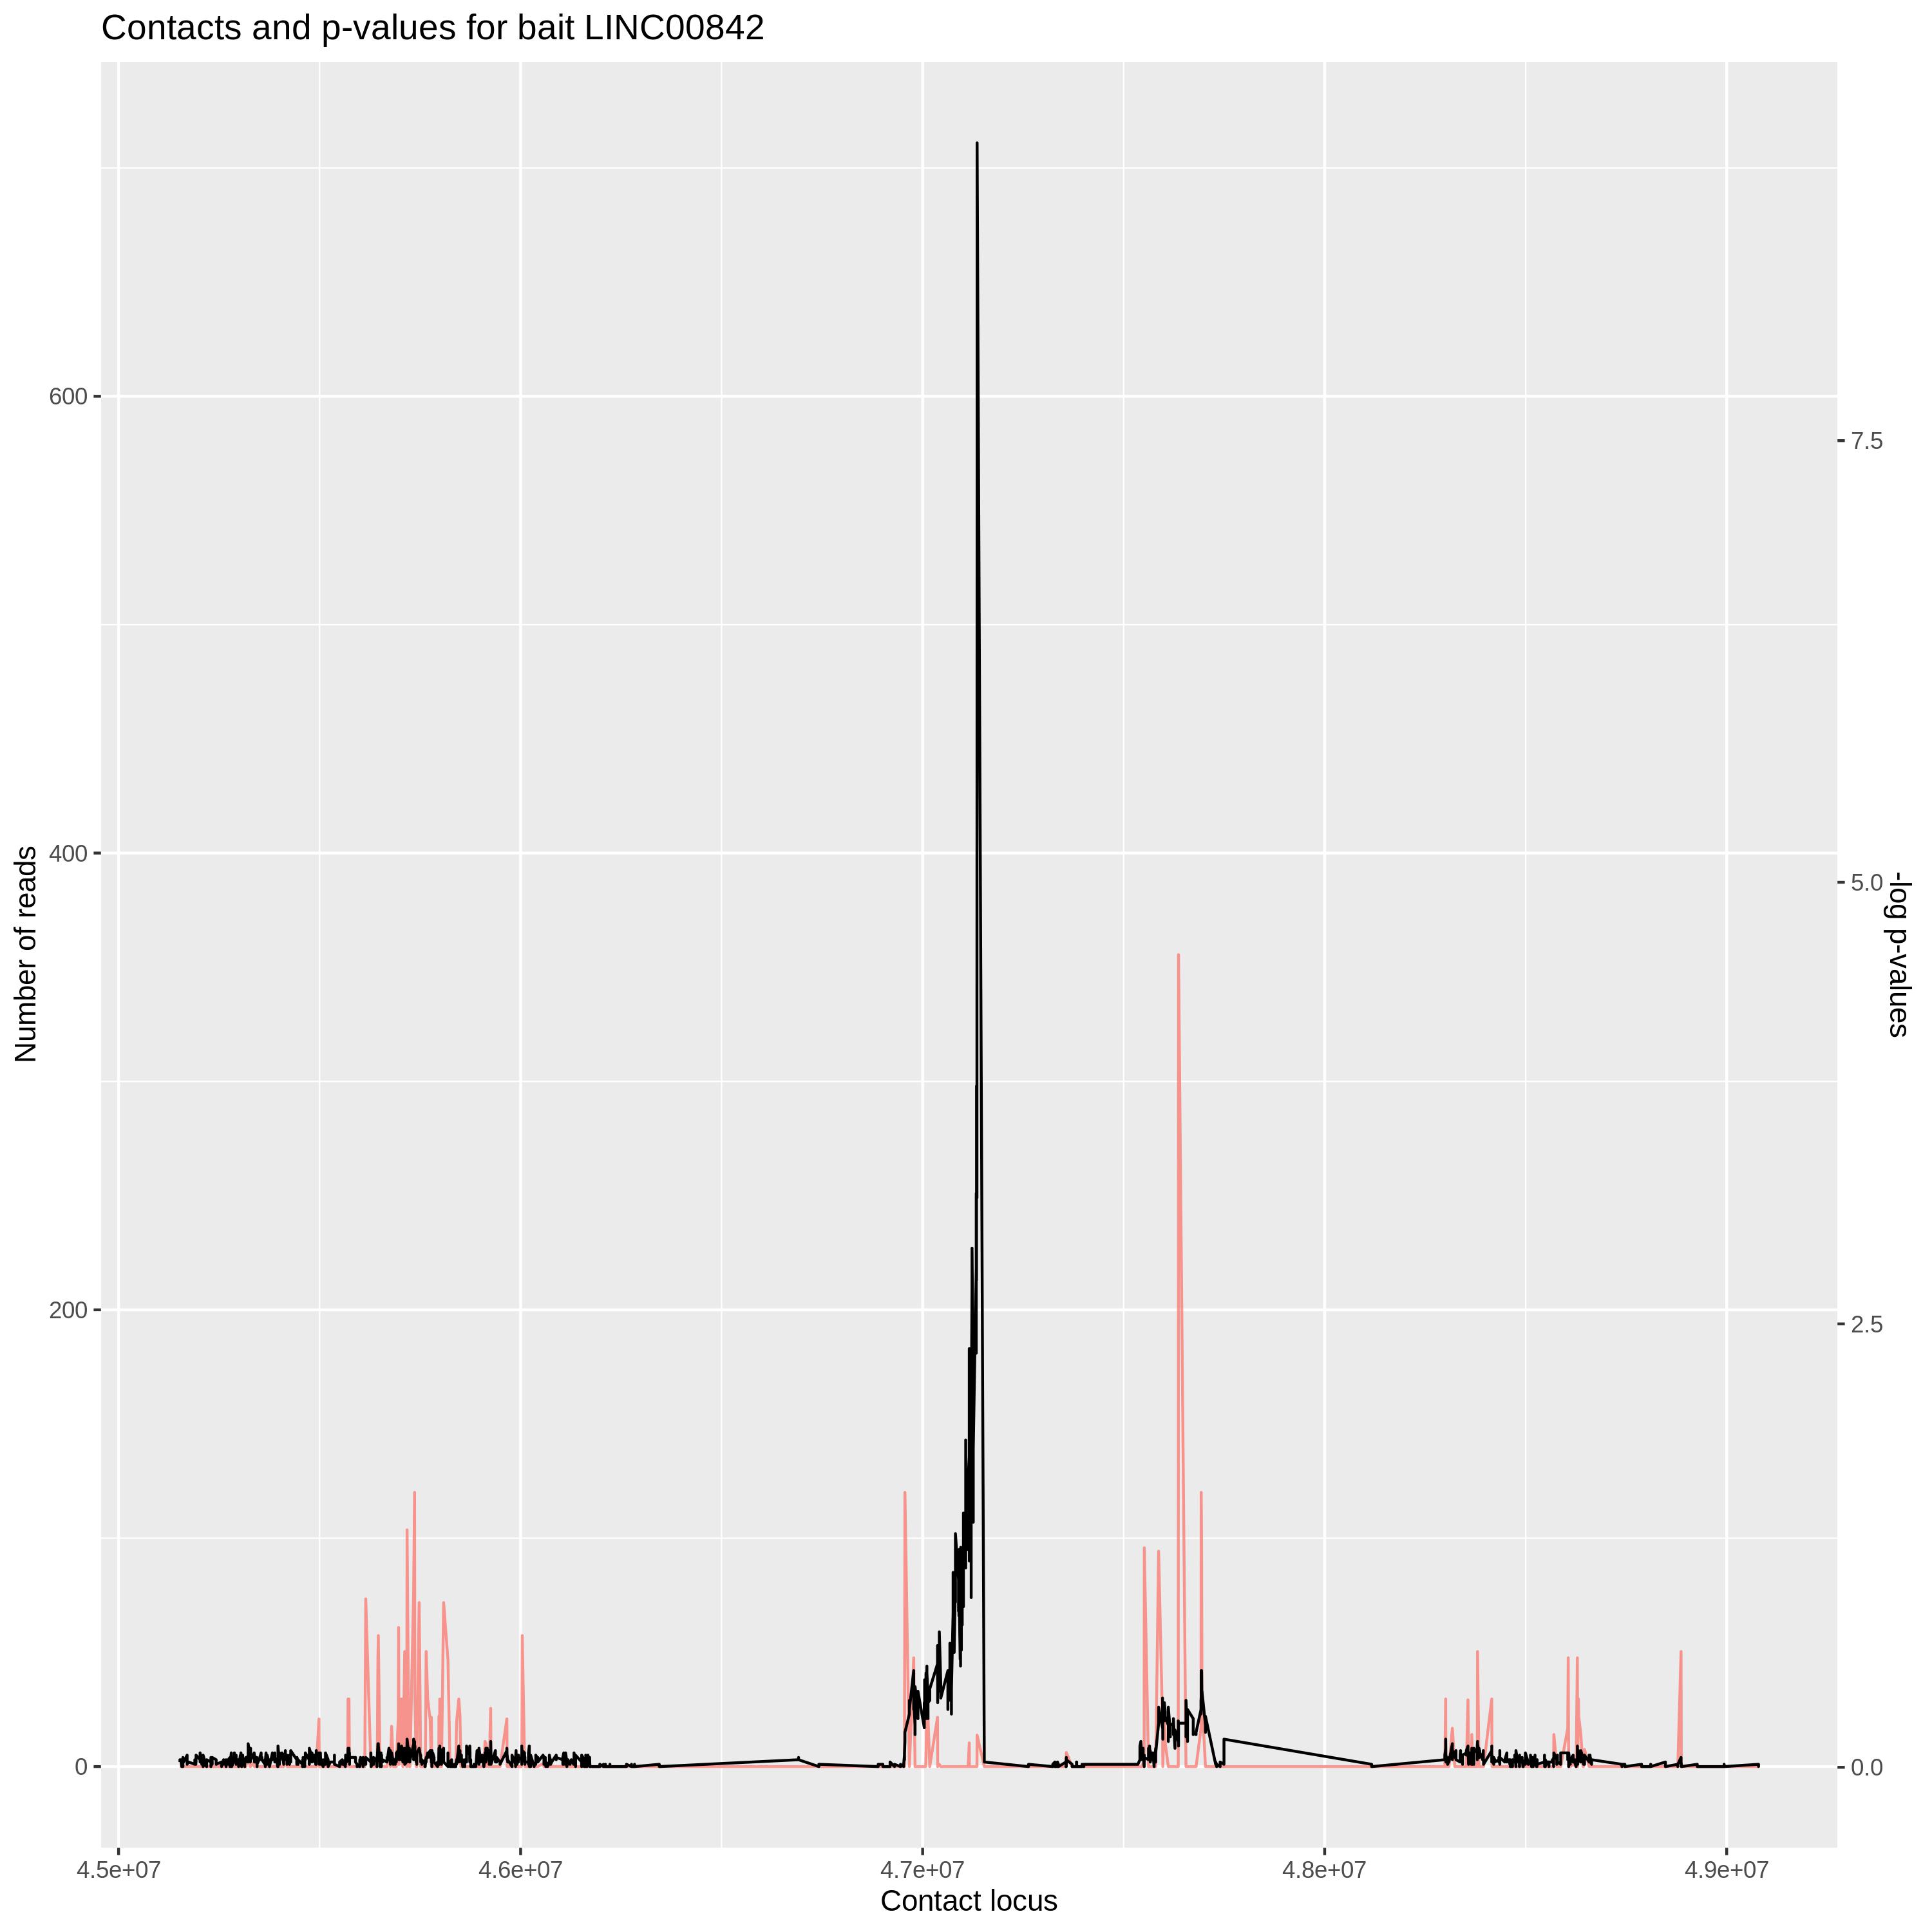 Contacts and p-values for bait LINC00842
Number of reads
600
400
200
0
7.5
5.0
2.5
0.0
-log p-values
4.5e+07
4.6e+07
4.7e+07
4.8e+07
4.9e+07
Contact locus